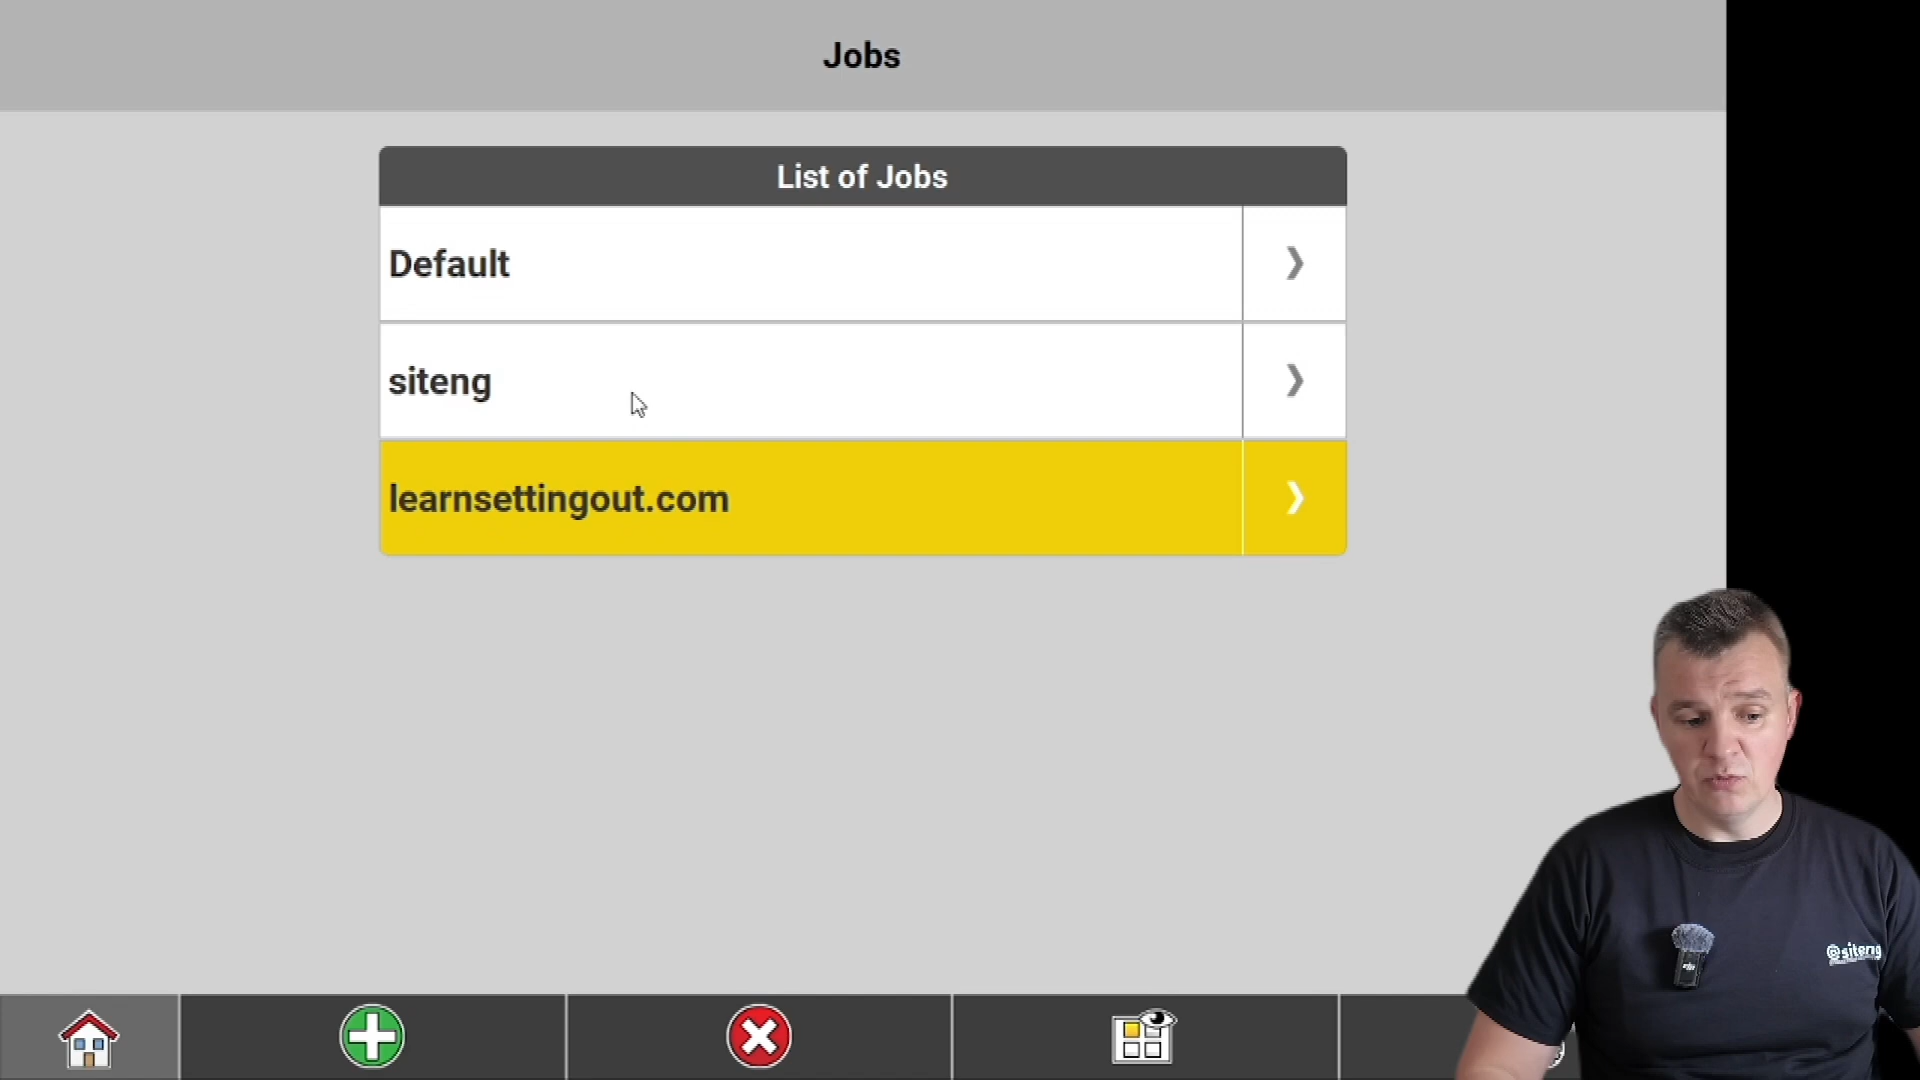 Jobs
List of Jobs
Default
siteng
learnsettingout.com
@siteng